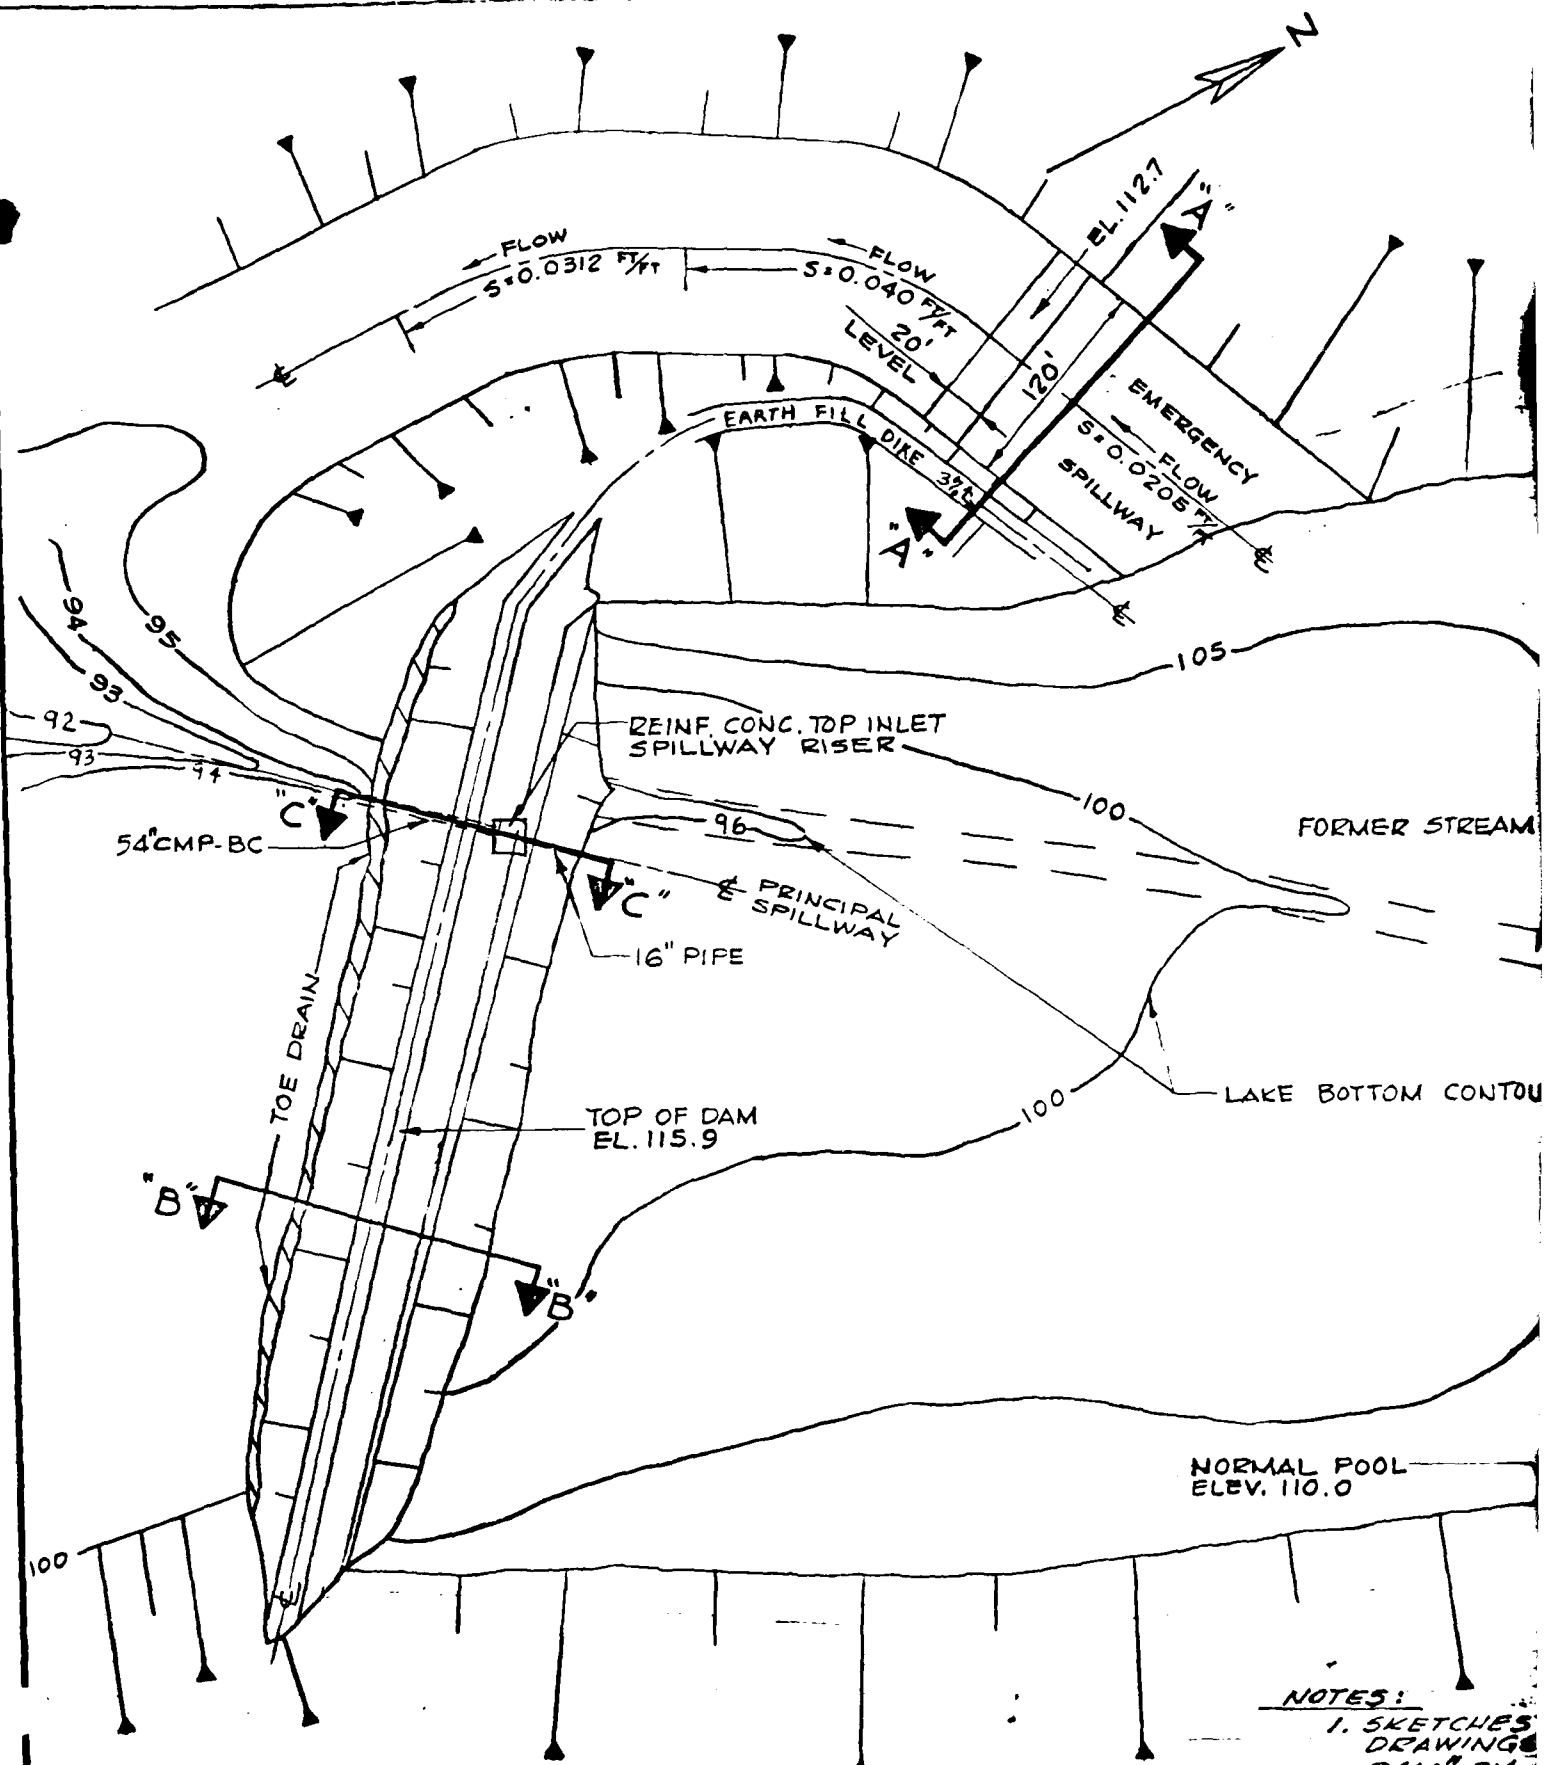 N
EL. 112.7
"A"
FLOW
S=0.0312 FT/FT
FLOW
S=0.040 FT/FT
20'
LEVEL
120'
EMERGENCY
SPILLWAY
FLOW
S=0.0205 FT/FT
EARTH FILL DIKE
"A"
℄
℄
℄
94
95
93
92
93
94
105
REINF. CONC. TOP INLET
SPILLWAY RISER
100
96
FORMER STREAM
"C"
54" CMP-BC
"C"
℄ PRINCIPAL
SPILLWAY
16" PIPE
TOE DRAIN
LAKE BOTTOM CONTOU
100
TOP OF DAM
EL. 115.9
"B"
"B"
NORMAL POOL
ELEV. 110.0
100
NOTES:
1. SKETCHES
DRAWINGS